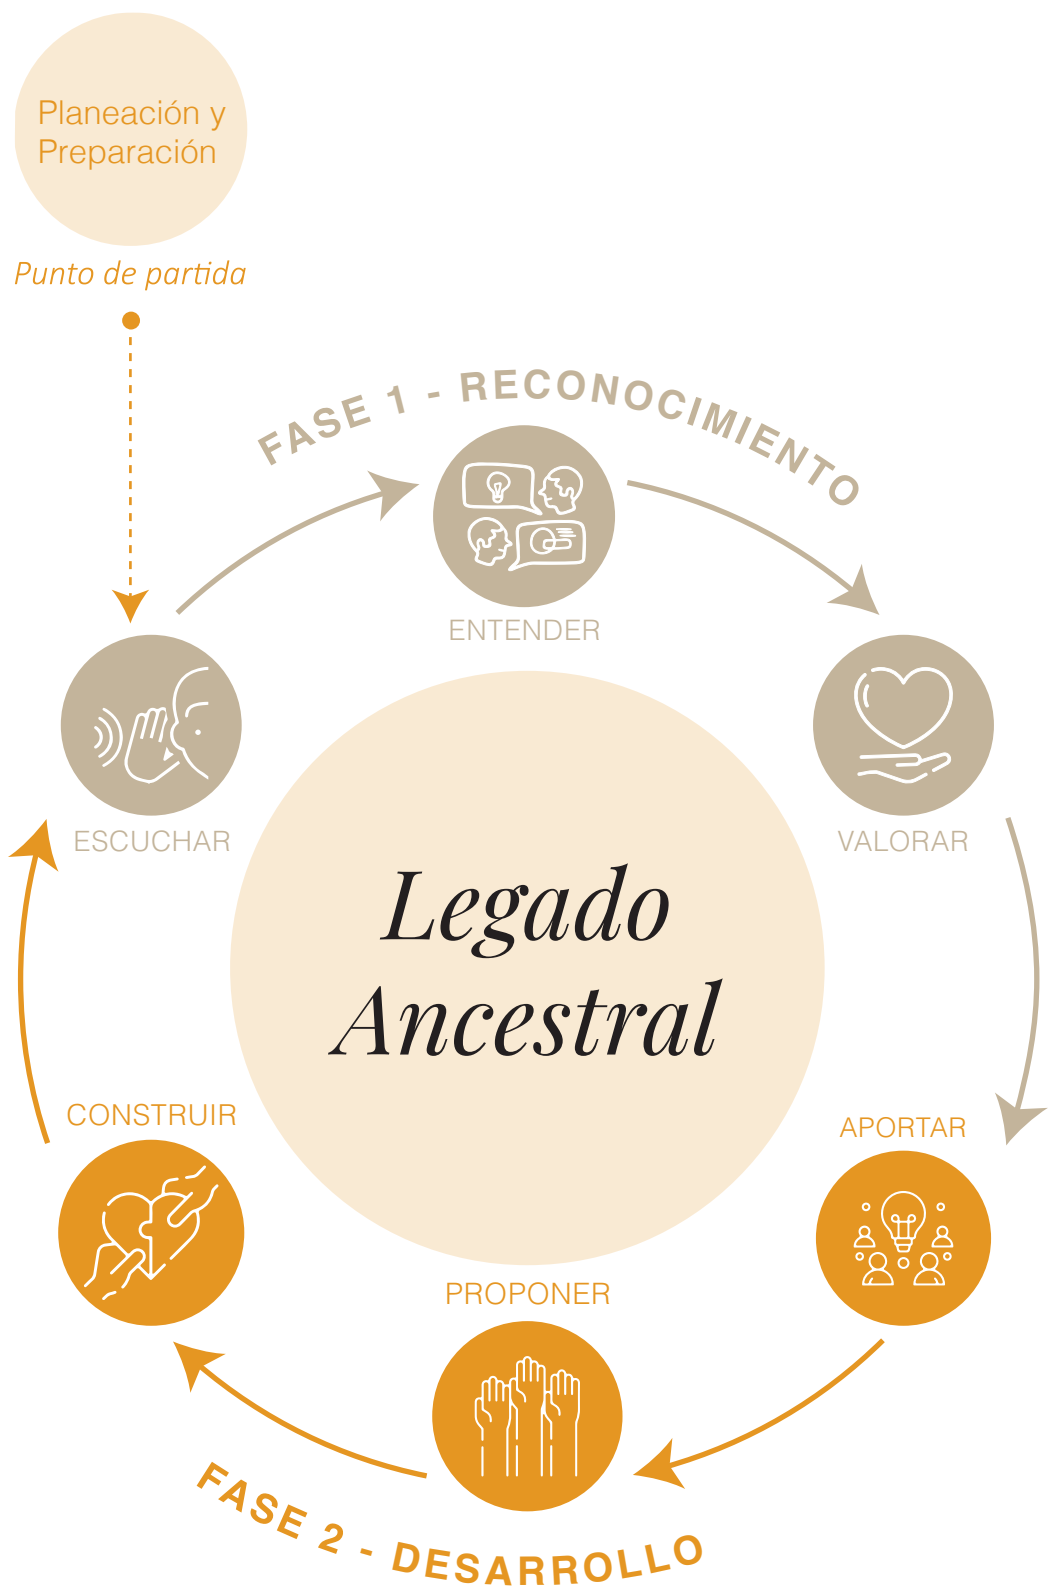 Planeación y
Preparación
Punto de partida
FASE 1 - RECONOCIMIENTO
ENTENDER
ESCUCHAR
VALORAR
Legado
Ancestral
CONSTRUIR
APORTAR
PROPONER
FASE 2 - DESARROLLO